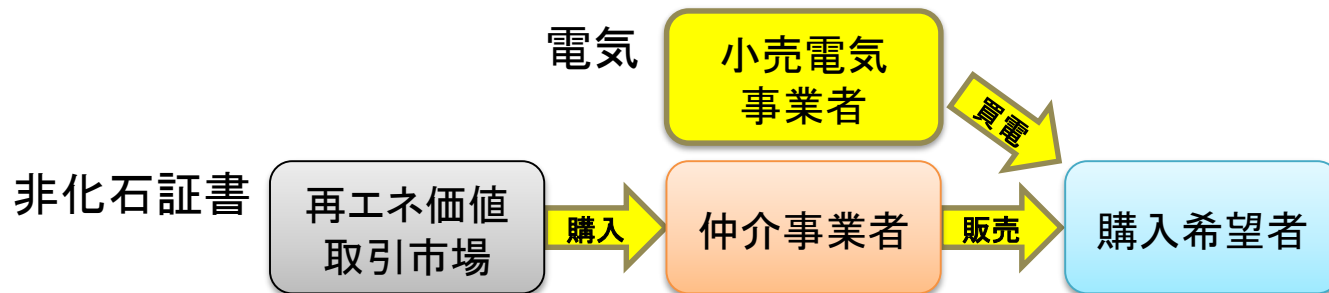 電気
小売電気
事業者
買電
非化石証書
再エネ価値
取引市場
購入
仲介事業者
販売
購入希望者